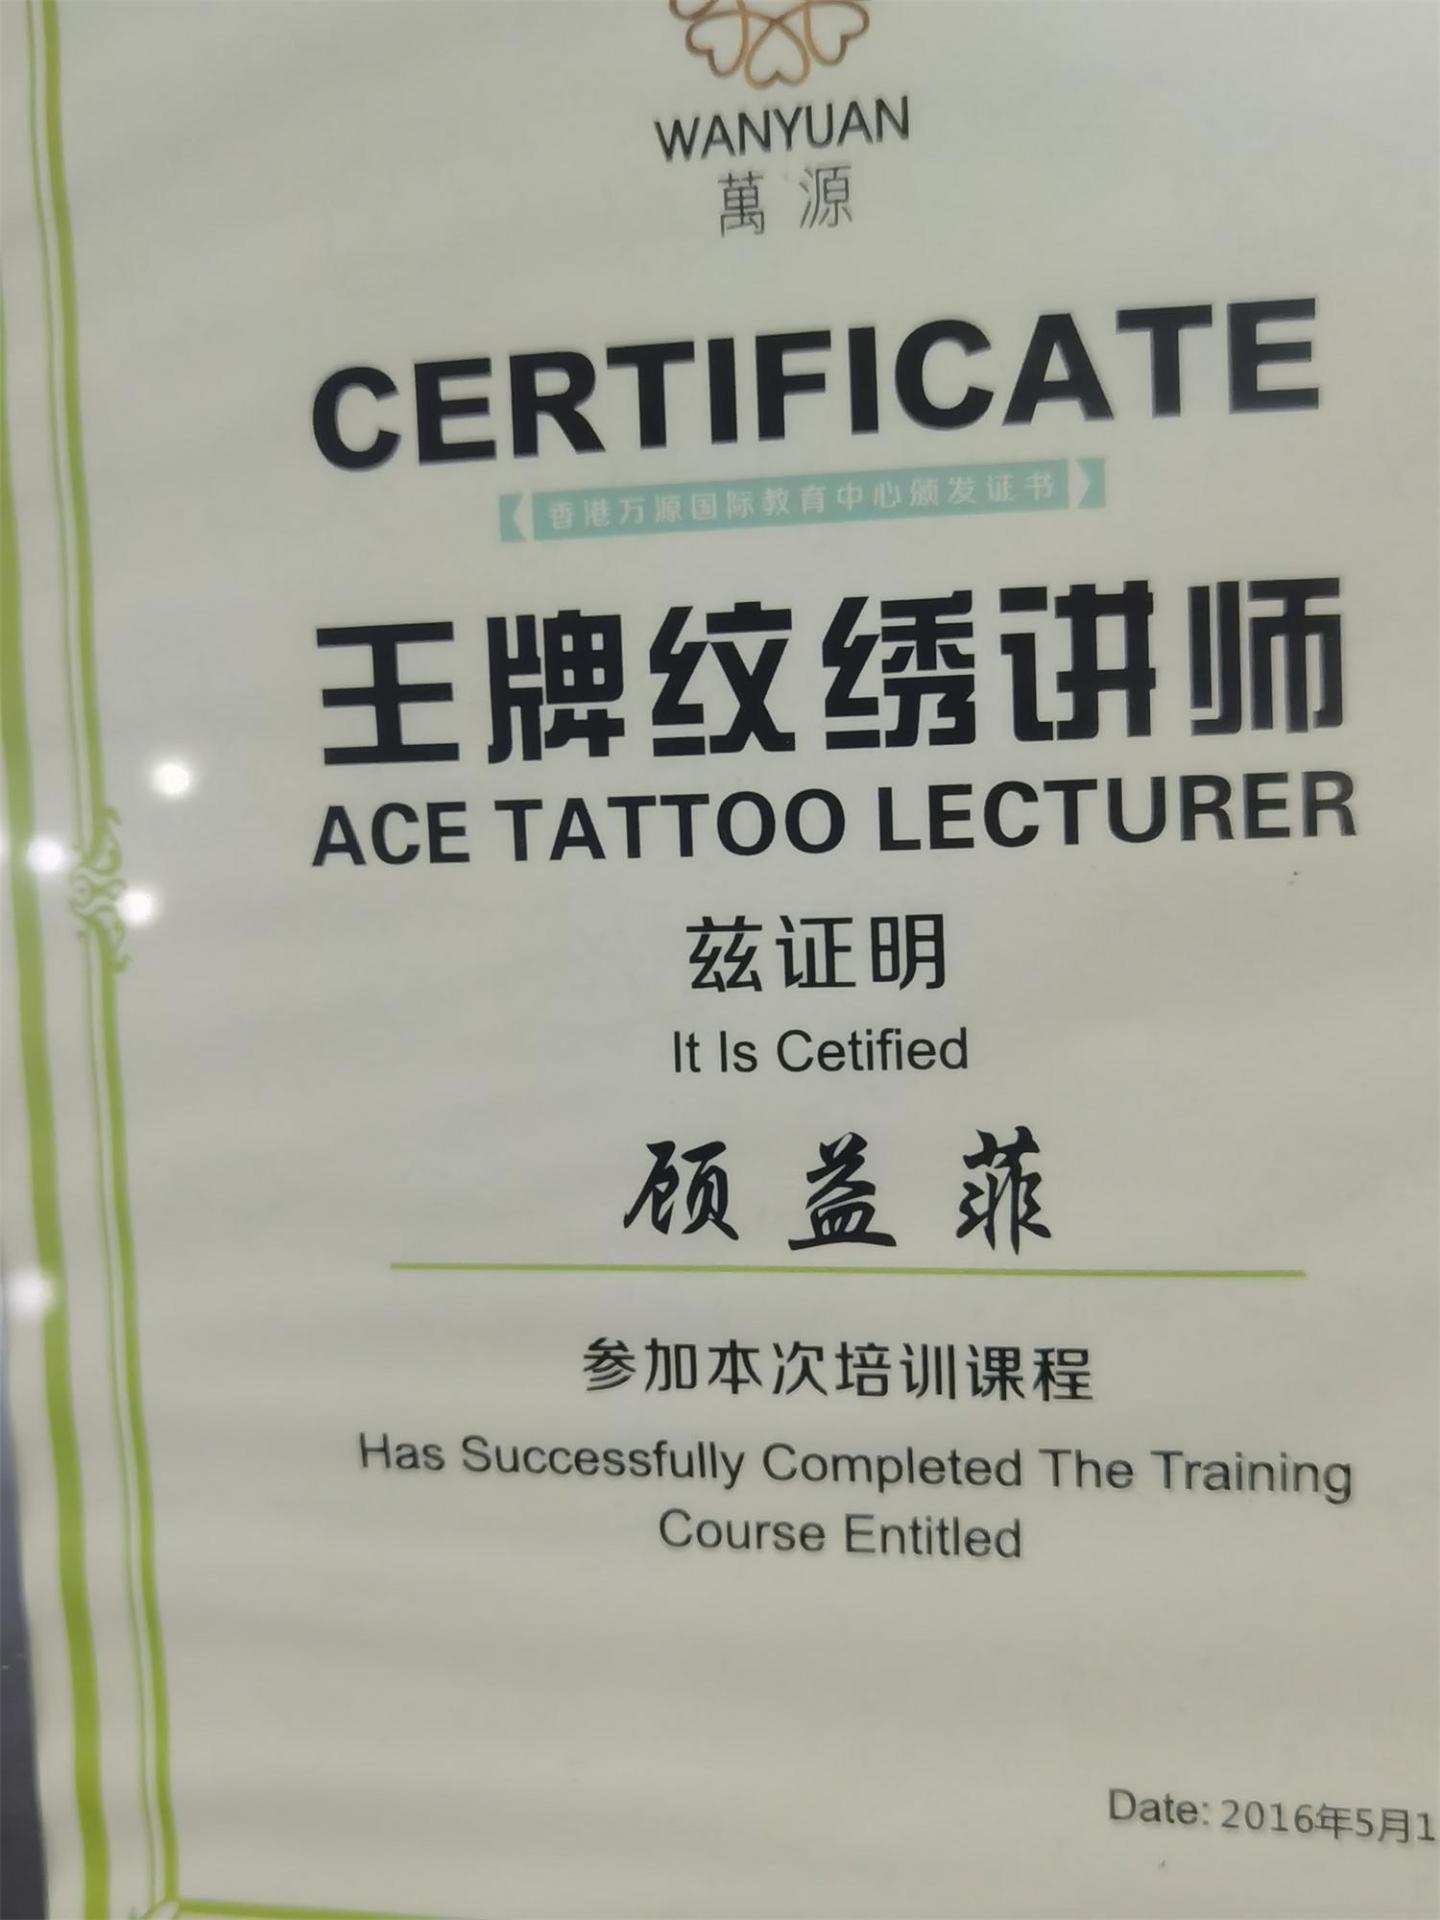 WANYUAN
萬源
CERTIFICATE
香港万源国际教育中心颁发证书
王牌纹绣讲师
ACE TATTOO LECTURER
兹证明
It Is Cetified
顾益菲
参加本次培训课程
Has Successfully Completed The Training
Course Entitled
Date: 2016年5月1